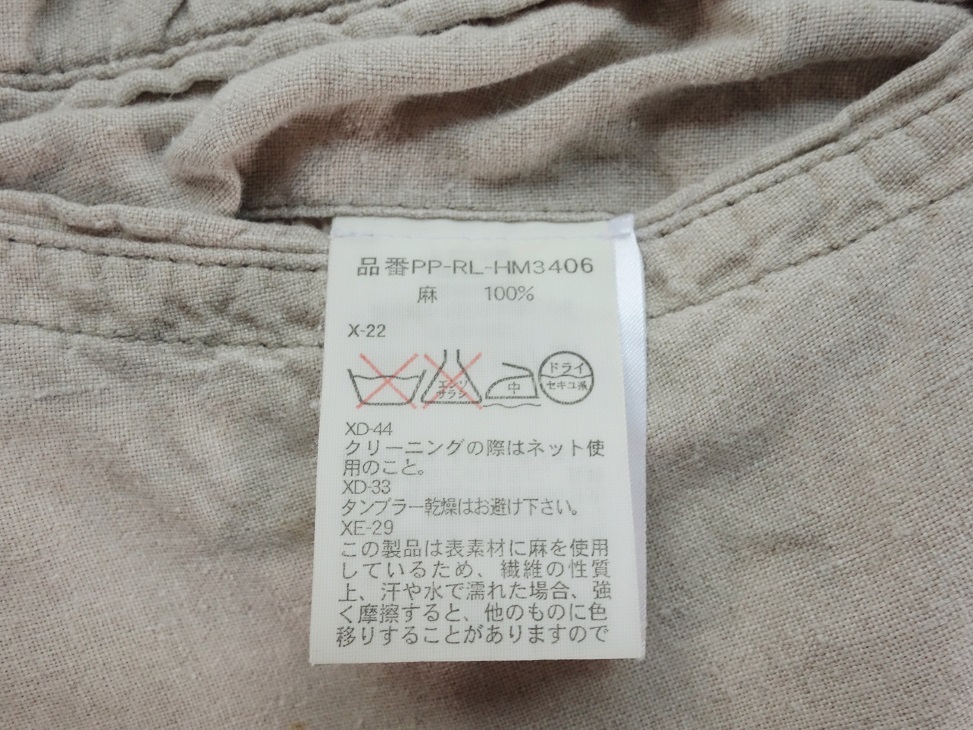 品番PP-RL-HM3406
麻 100%
X-22
エンソ
サラシ
中
ドライ
セキユ系
XD-44
クリーニングの際はネット使
用のこと。
XD-33
タンブラー乾燥はお避け下さい。
XE-29
この製品は表素材に麻を使用
しているため、繊維の性質
上、汗や水で濡れた場合、強
く摩擦すると、他のものに色
移りすることがありますので